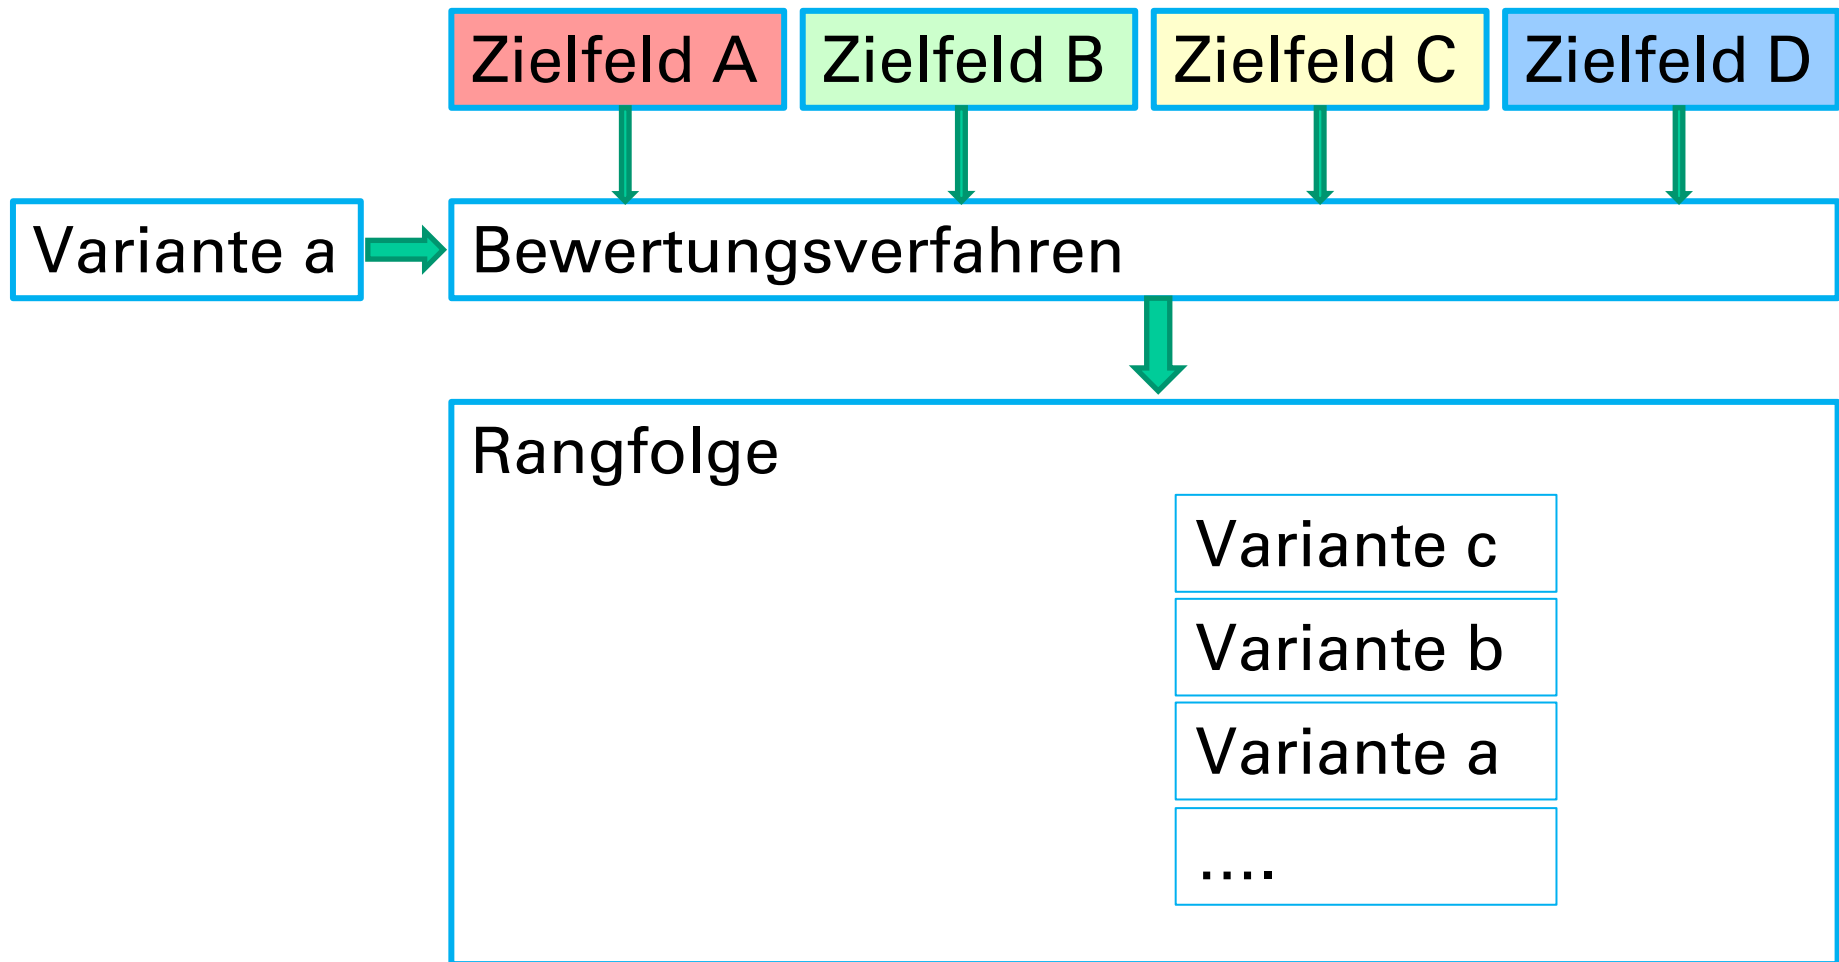 Zielfeld A
Zielfeld B
Zielfeld C
Zielfeld D
Variante a
Bewertungsverfahren
Rangfolge
Variante c
Variante b
Variante a
....